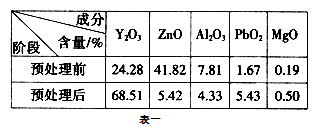 成分
含量/%
阶段
Y₂O₃ ZnO Al₂O₃ PbO₂ MgO
预处理前 24.28 41.82 7.81 1.67 0.19
预处理后 68.51 5.42 4.33 5.43 0.50
表一